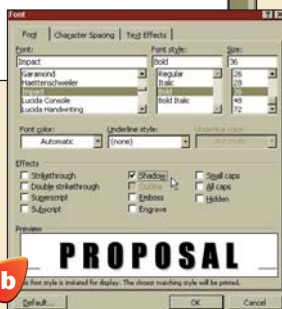 Font
Font
Character Spacing
Text Effects
Font:
Font style:
Size:
Impact
Bold
36
Garamond
Haettenschweiler
Impact
Lucida Console
Lucida Handwriting
Regular
Italic
Bold
Bold Italic
26
28
36
48
72
Font color:
Underline style:
Underline color:
Automatic
(none)
Automatic
Effects
Strikethrough
Double strikethrough
Superscript
Subscript
Shadow
Outline
Emboss
Engrave
Small caps
All caps
Hidden
Preview
PROPOSAL
b
font style is imitated for display. The closest matching style will be printed.
Default...
OK
Cancel